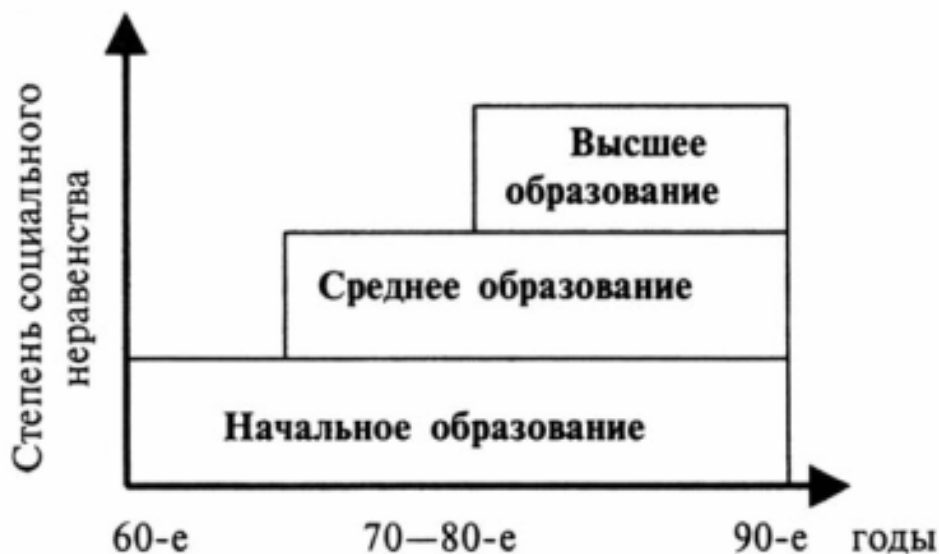 Степень социального
неравенства
Высшее
образование
Среднее образование
Начальное образование
60-е
70—80-е
90-е
годы